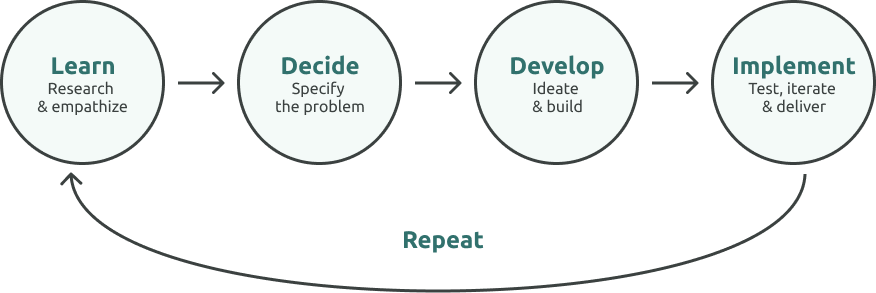 Learn
Research
& empathize
Decide
Specify
the problem
Develop
Ideate
& build
Implement
Test, iterate
& deliver
Repeat